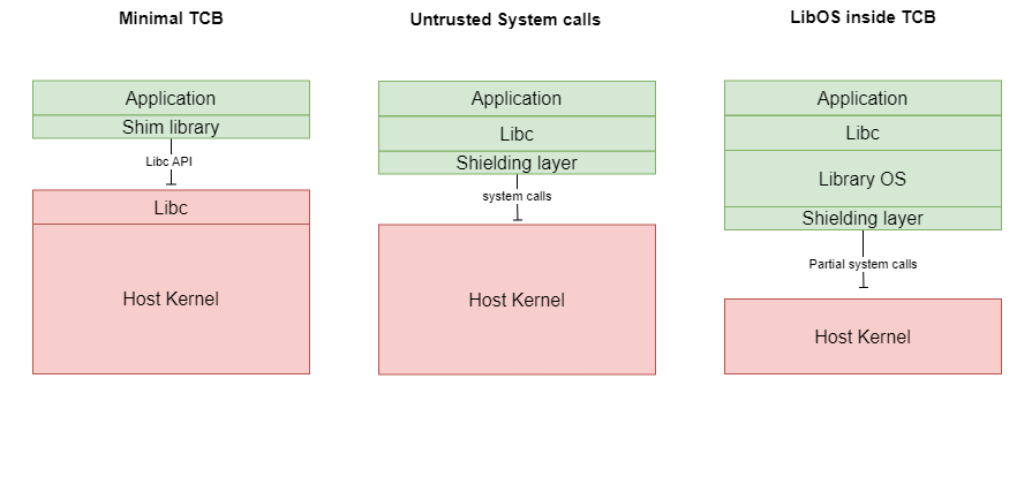 Minimal TCB
Untrusted System calls
LibOS inside TCB
Application
Shim library
Libc API
Libc
Host Kernel
Application
Libc
Shielding layer
system calls
Host Kernel
Application
Libc
Library OS
Shielding layer
Partial system calls
Host Kernel